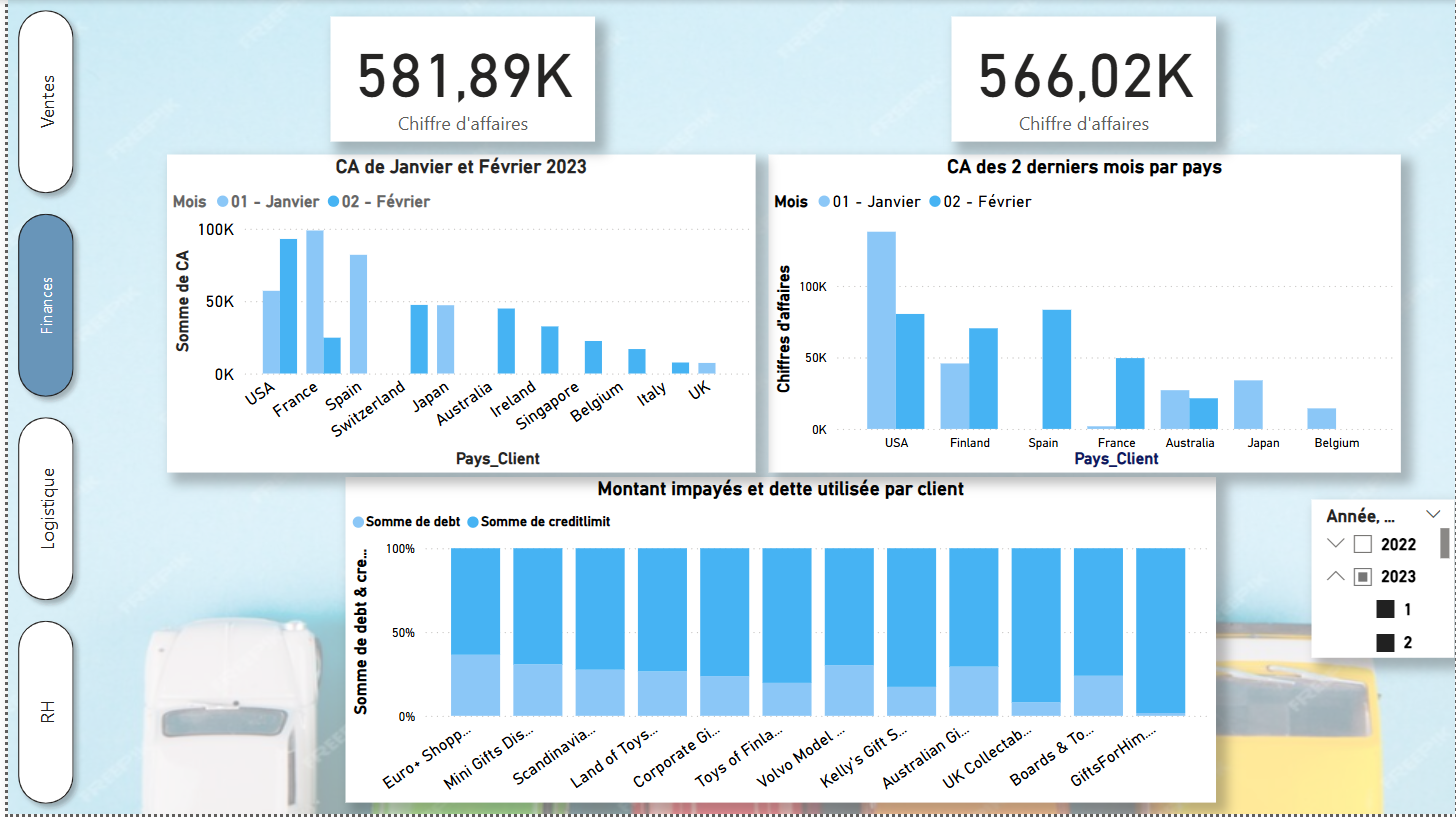 Ventes
Finances
Logistique
RH
581,89K
Chiffre d'affaires
566,02K
Chiffre d'affaires
CA de Janvier et Février 2023
Mois 01 - Janvier 02 - Février
Somme de CA
100K
50K
0K
USA France Spain Switzerland Japan Australia Ireland Singapore Belgium Italy UK
Pays_Client
CA des 2 derniers mois par pays
Mois 01 - Janvier 02 - Février
Chiffres d'affaires
100K
50K
0K
USA Finland Spain France Australia Japan Belgium
Pays_Client
Montant impayés et dette utilisée par client
Somme de debt Somme de creditlimit
Somme de debt & cre...
100%
50%
0%
Euro+ Shopp... Mini Gifts Dis... Scandinavia... Land of Toys... Corporate Gi... Toys of Finla... Volvo Model ... Kelly's Gift S... Australian Gi... UK Collectab... Boards & To... GiftsForHim....
Année, ...
2022
2023
1
2